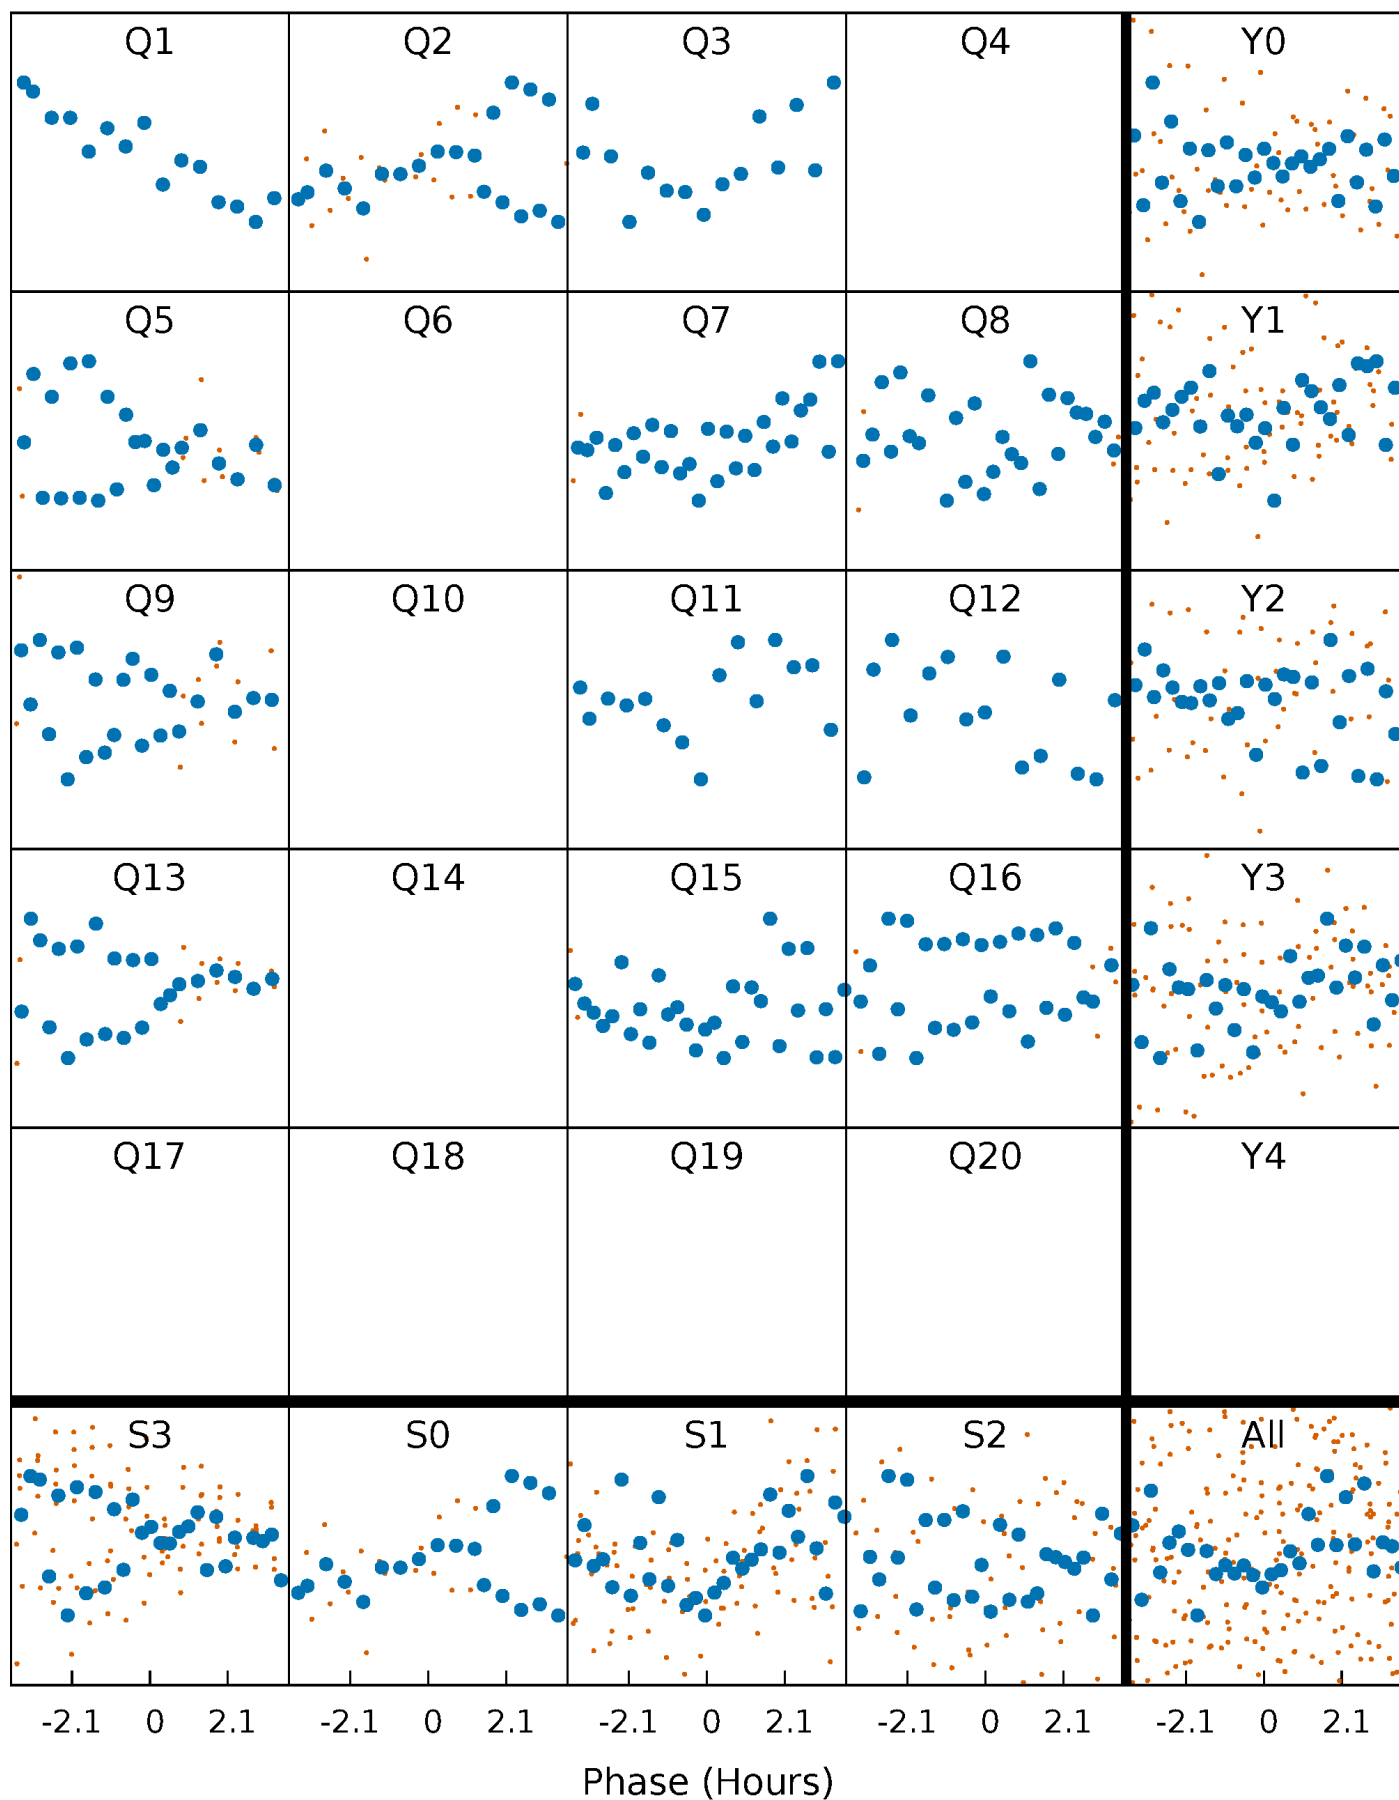 Q1 Q2 Q3 Q4 Y0
Q5 Q6 Q7 Q8 Y1
Q9 Q10 Q11 Q12 Y2
Q13 Q14 Q15 Q16 Y3
Q17 Q18 Q19 Q20 Y4
S3 S0 S1 S2 All
-2.1 0 2.1 -2.1 0 2.1 -2.1 0 2.1 -2.1 0 2.1 -2.1 0 2.1
Phase (Hours)